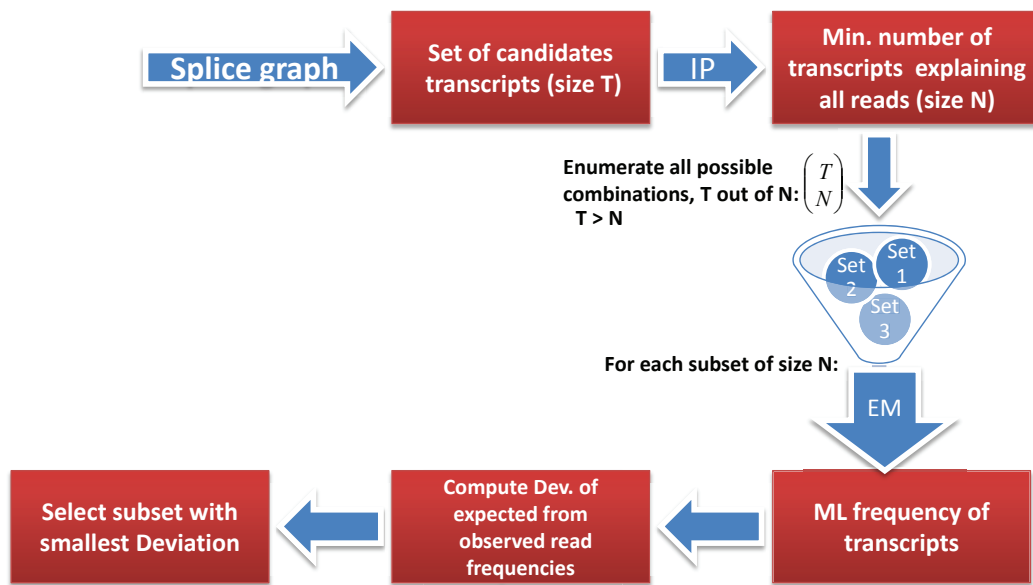 Splice graph
Set of candidates
transcripts (size T)
IP
Min. number of
transcripts explaining
all reads (size N)
Enumerate all possible
combinations, T out of N:
T > N
(T
N)
Set
1
Set
2
Set
3
For each subset of size N:
EM
ML frequency of
transcripts
Compute Dev. of
expected from
observed read
frequencies
Select subset with
smallest Deviation